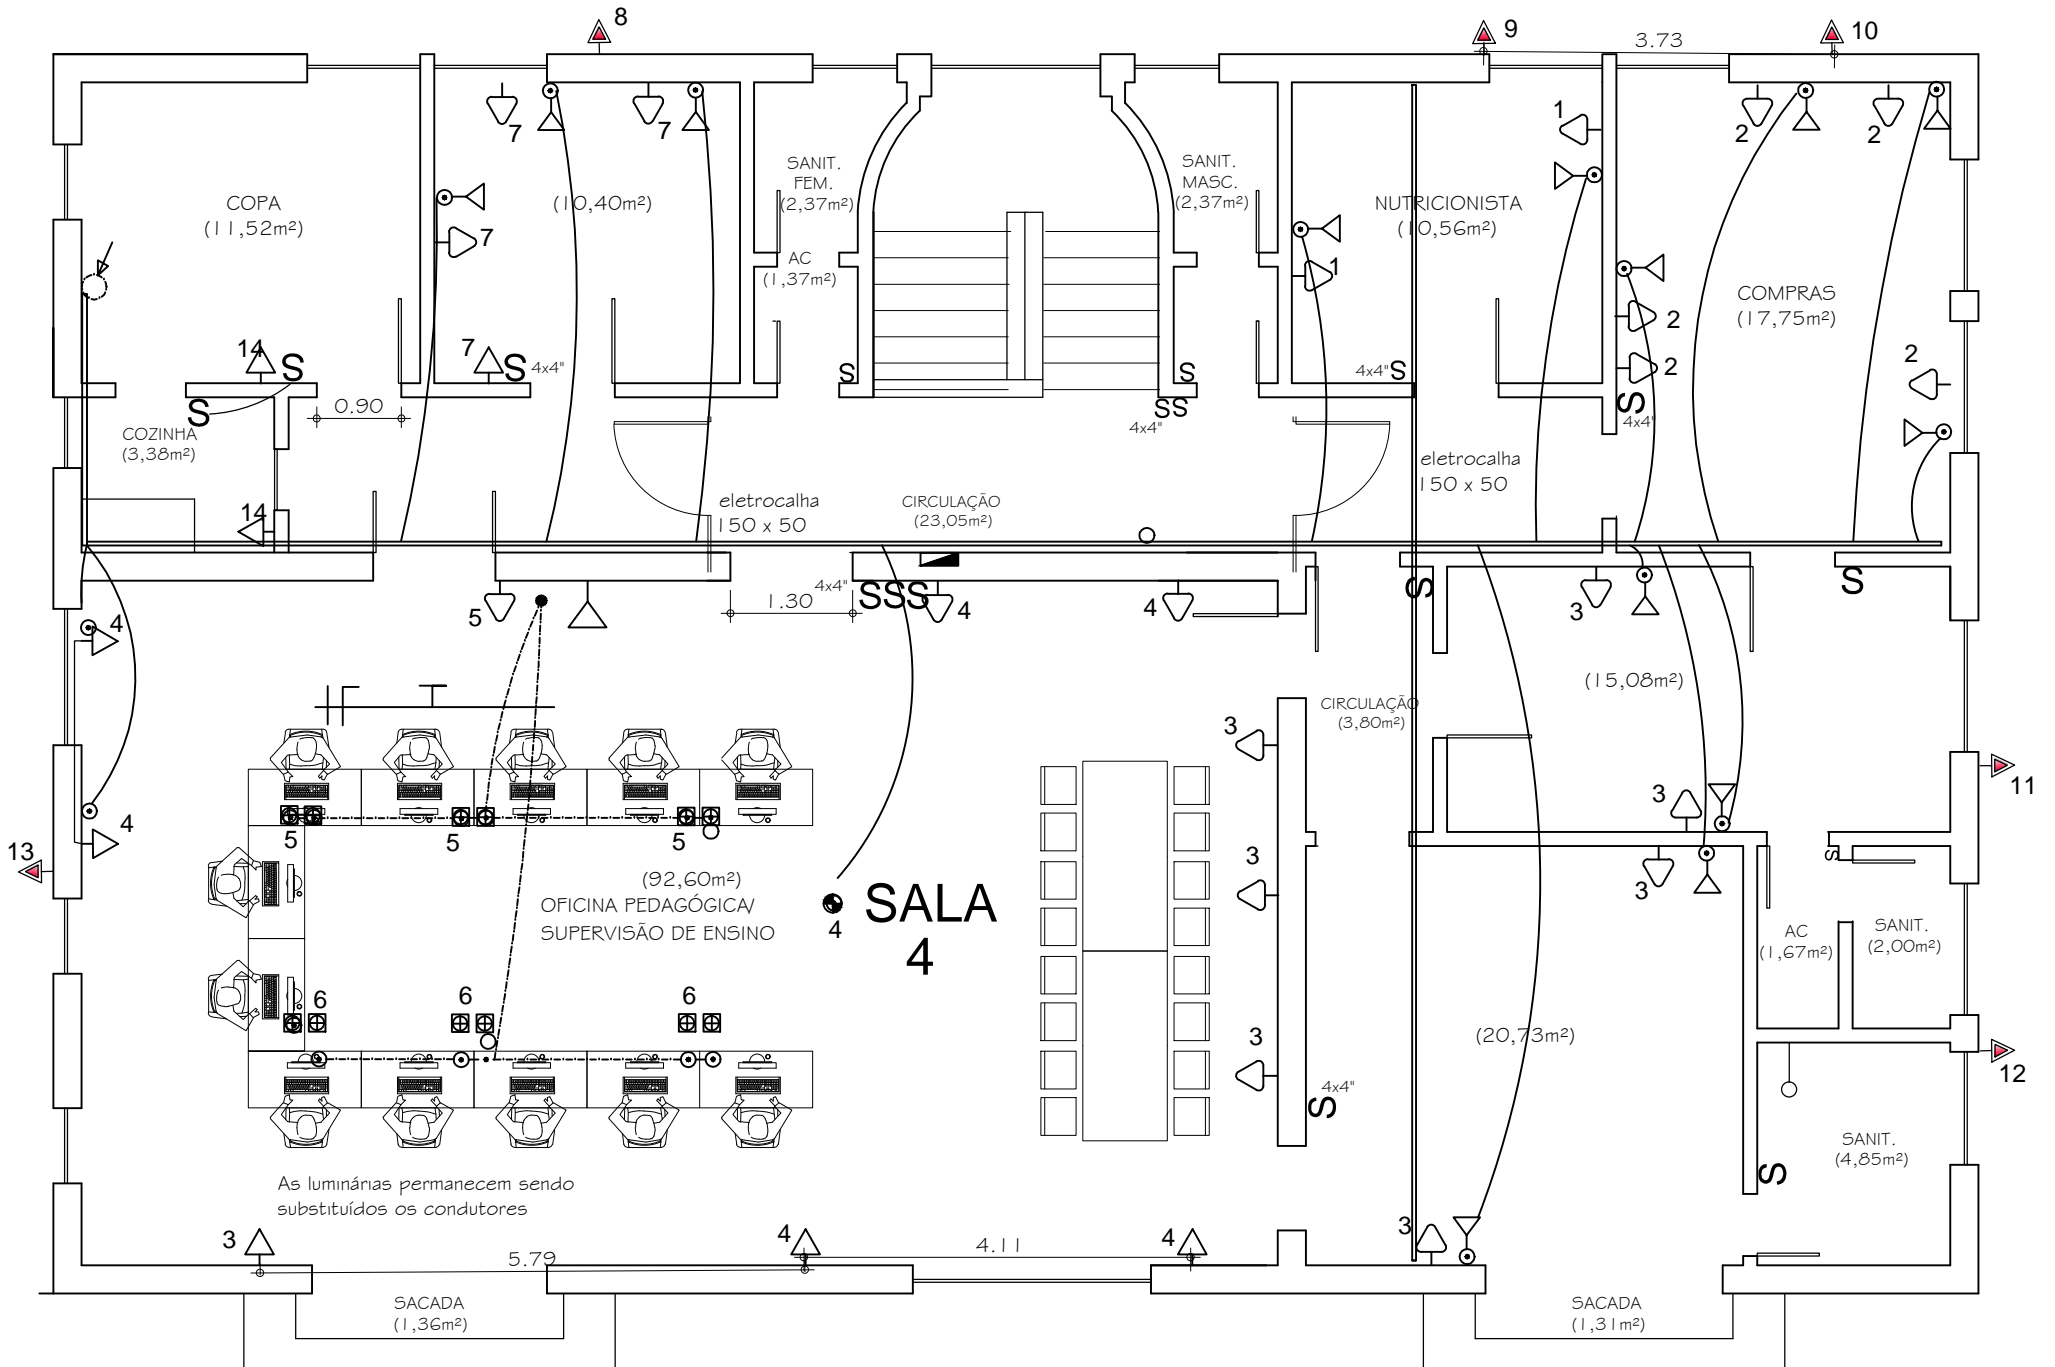 8
9
3.73
10
7
7
1
2
2
SANIT.
FEM.
(2,37m²)
SANIT.
MASC.
(2,37m²)
COPA
(11,52m²)
(10,40m²)
NUTRICIONISTA
(10,56m²)
7
AC
(1,37m²)
1
COMPRAS
(17,75m²)
2
14
S
7
S
4x4"
S
S
4x4"
S
2
2
S
0.90
SS
4x4"
S
4x4"
COZINHA
(3,38m²)
eletrocalha
150 x 50
eletrocalha
150 x 50
CIRCULAÇÃO
(23,05m²)
14
4
5
1.30
4x4"
SSS
4
4
S
3
S
(15,08m²)
CIRCULAÇÃO
(3,80m²)
3
11
5
5
5
4
3
13
(92,60m²)
OFICINA PEDAGÓGICA/
SUPERVISÃO DE ENSINO
4
SALA
4
3
3
S
AC
(1,67m²)
SANIT.
(2,00m²)
6
6
6
3
(20,73m²)
12
4x4"
S
SANIT.
(4,85m²)
S
As luminárias permanecem sendo
substituídos os condutores
3
5.79
4
4.11
4
3
SACADA
(1,36m²)
SACADA
(1,31m²)